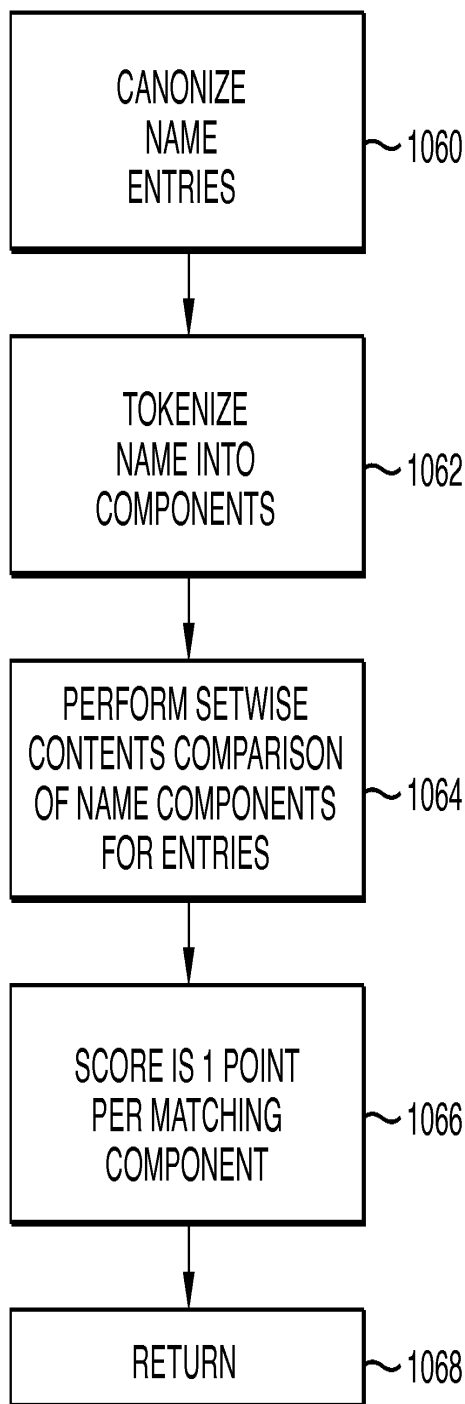 CANONIZE
NAME
ENTRIES
1060
TOKENIZE
NAME INTO
COMPONENTS
1062
PERFORM SETWISE
CONTENTS COMPARISON
OF NAME COMPONENTS
FOR ENTRIES
1064
SCORE IS 1 POINT
PER MATCHING
COMPONENT
1066
RETURN
1068